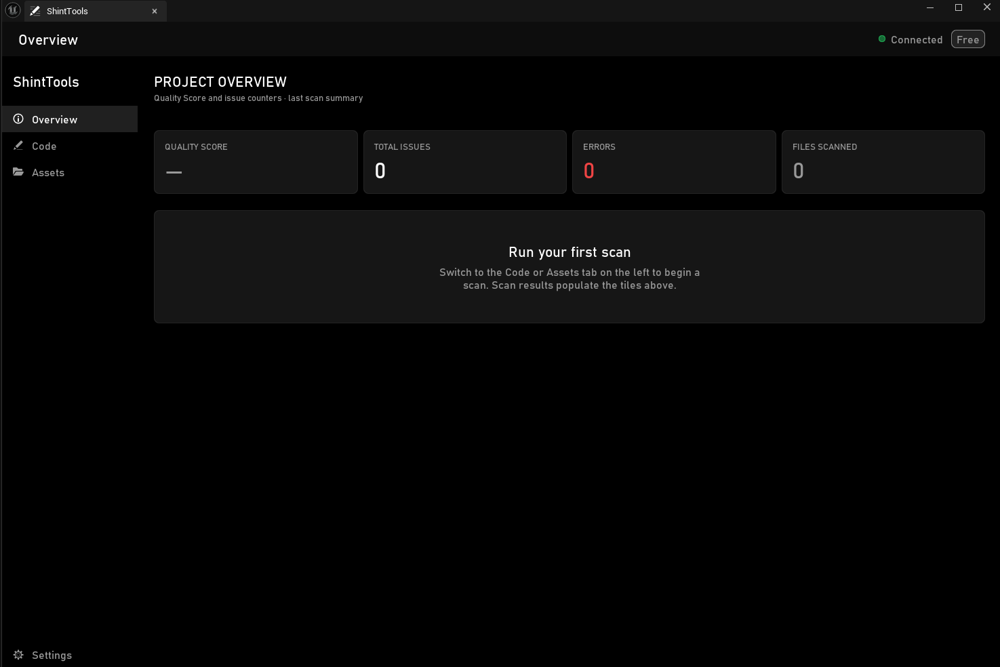 ShintTools
Overview
Connected
Free
ShintTools
Overview
Code
Assets
Settings
PROJECT OVERVIEW
Quality Score and issue counters · last scan summary
QUALITY SCORE
—
TOTAL ISSUES
0
ERRORS
0
FILES SCANNED
0
Run your first scan
Switch to the Code or Assets tab on the left to begin a
scan. Scan results populate the tiles above.